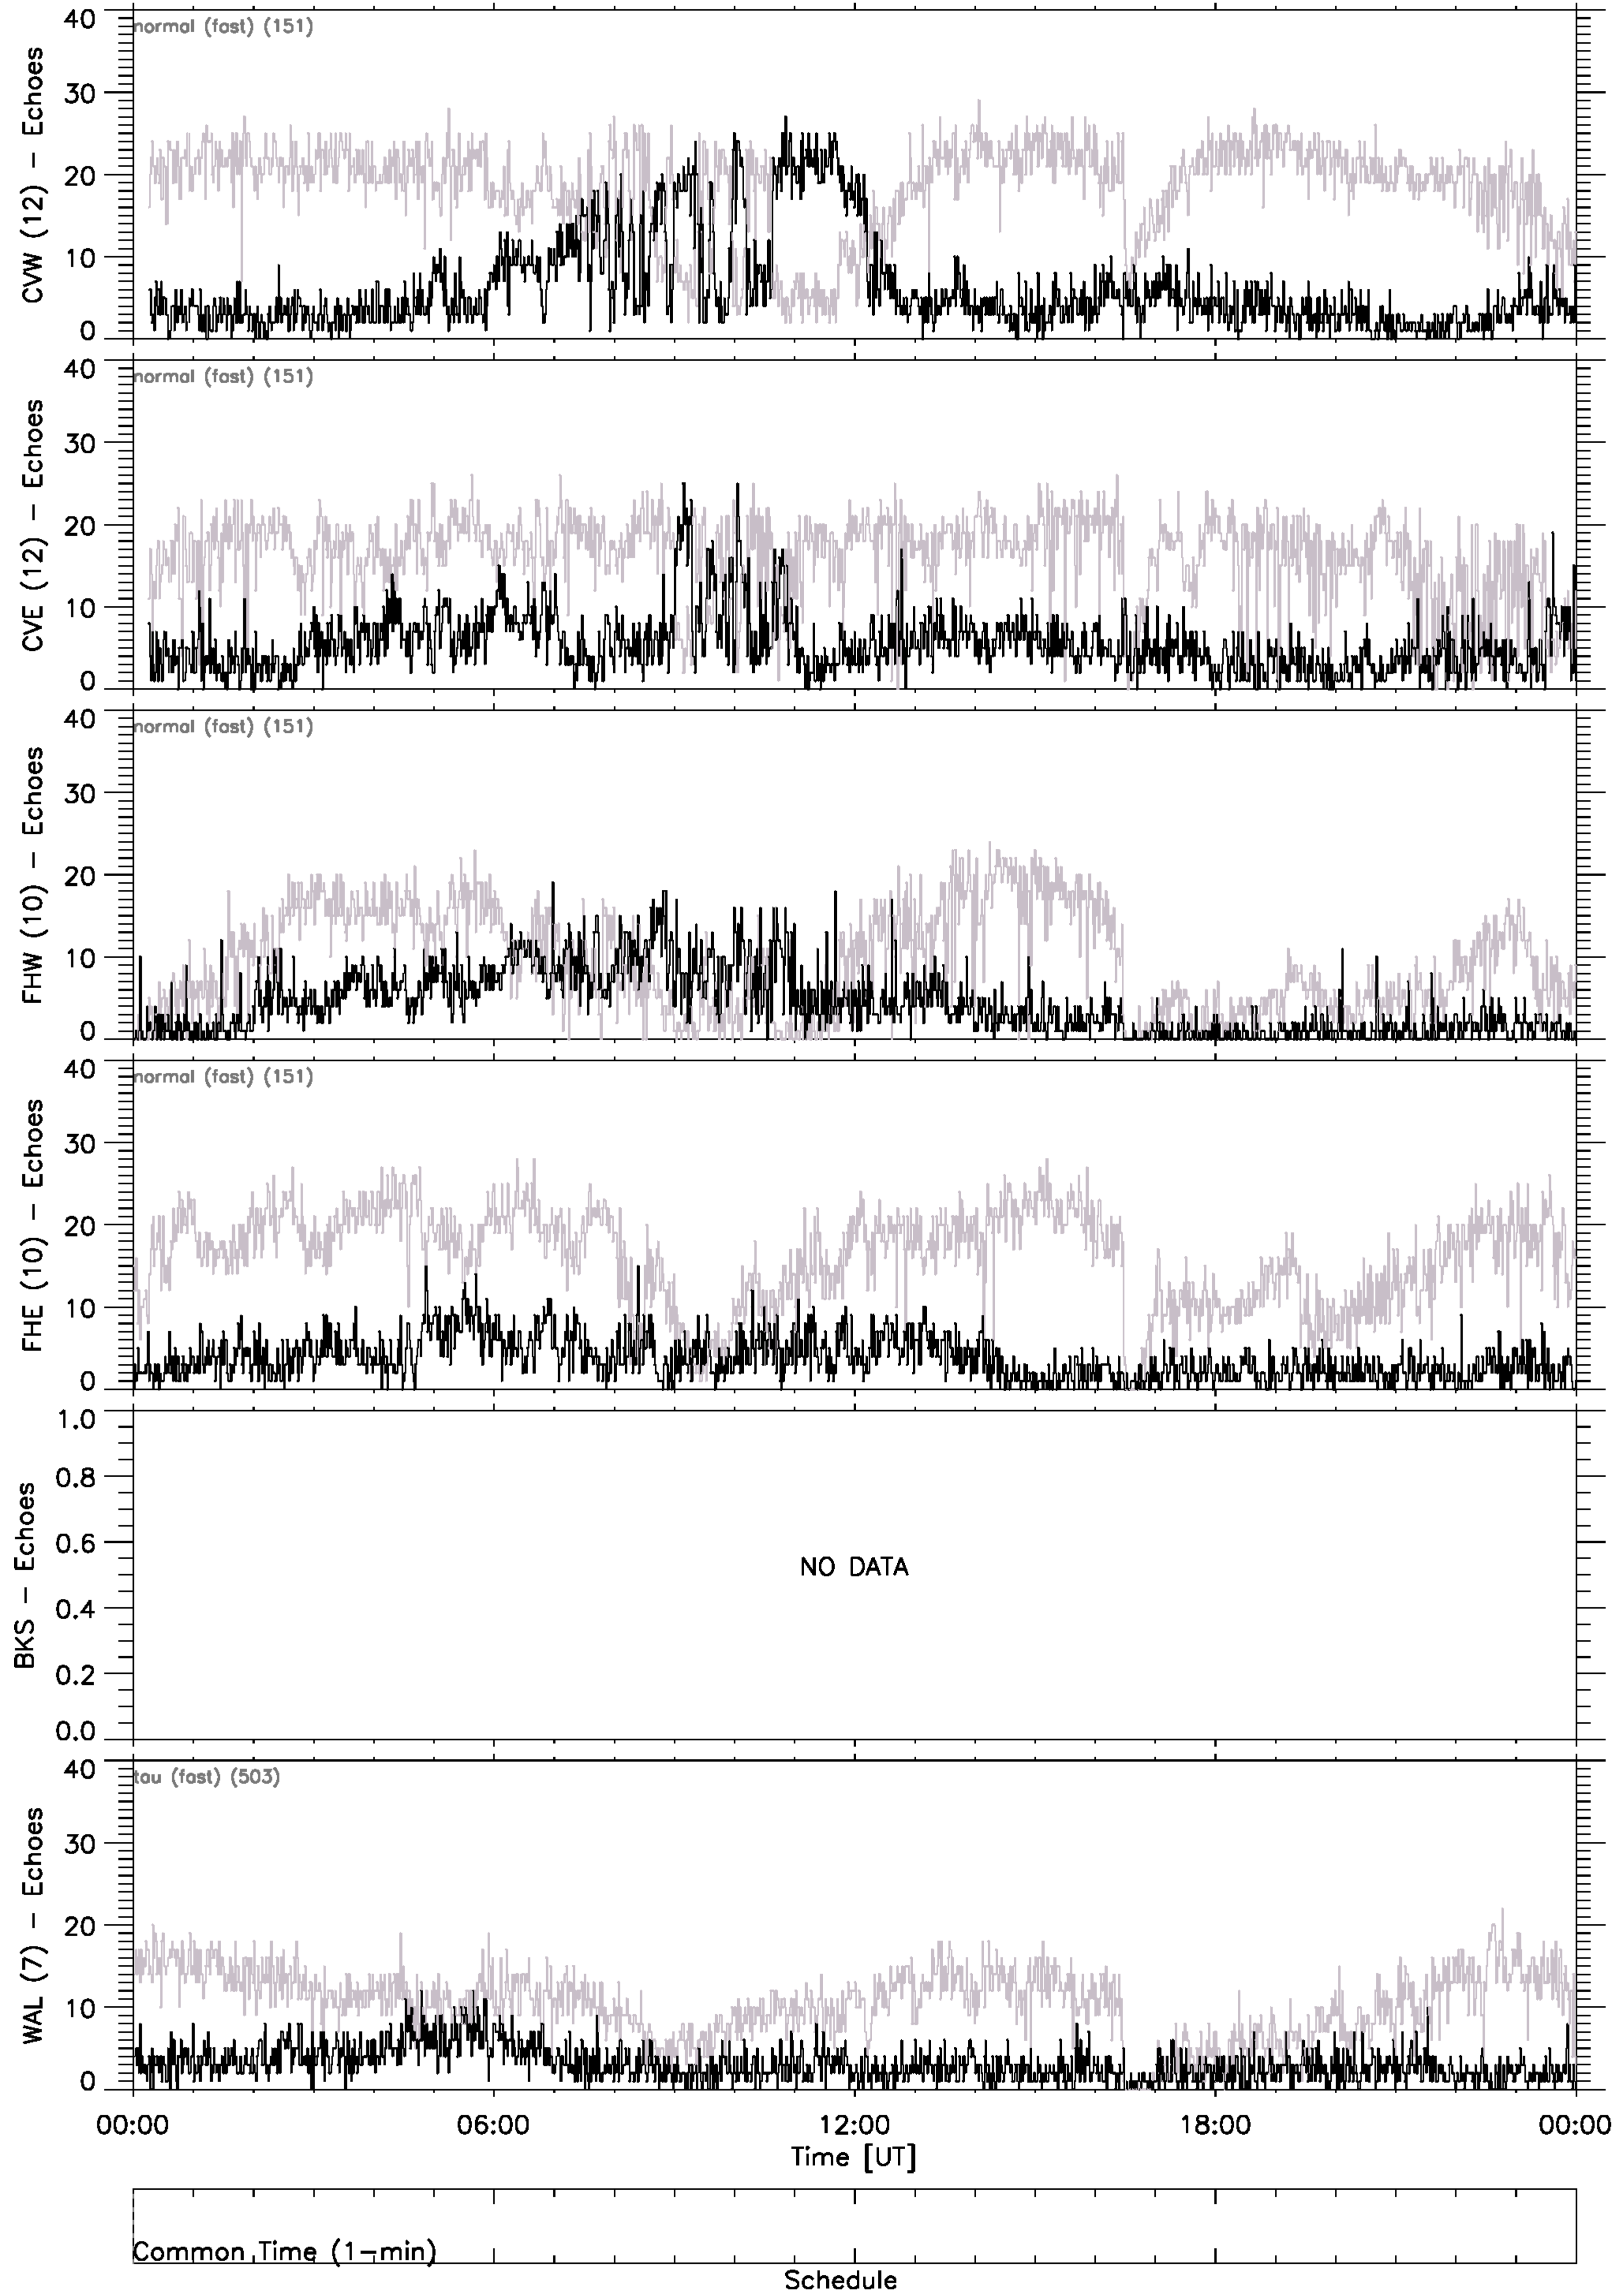 CVW (12) – Echoes
40
30
20
10
0
normal (fast) (151)
CVE (12) – Echoes
40
30
20
10
0
normal (fast) (151)
FHW (10) – Echoes
40
30
20
10
0
normal (fast) (151)
FHE (10) – Echoes
40
30
20
10
0
normal (fast) (151)
BKS – Echoes
1.0
0.8
0.6
0.4
0.2
0.0
NO DATA
WAL (7) – Echoes
40
30
20
10
0
tau (fast) (503)
00:00 06:00 12:00 18:00 00:00
Time [UT]
Common Time (1–min)
Schedule